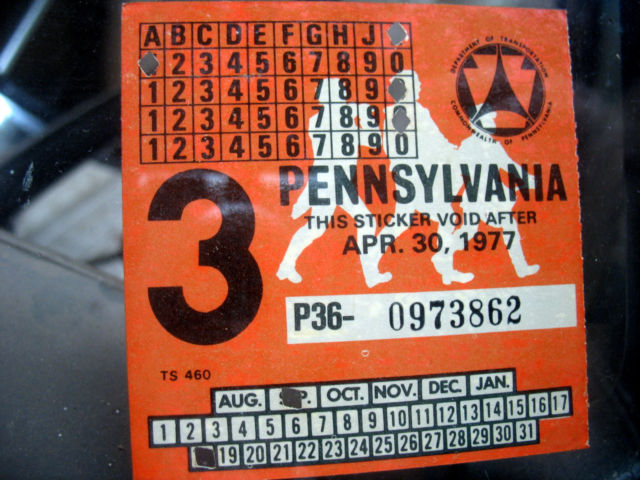 A B C D E F G H J
2 3 4 5 6 7 8 9 0
1 2 3 4 5 6 7 8 9
1 2 3 4 5 6 7 8 9
1 2 3 4 5 6 7 8 9 0
DEPARTMENT OF TRANSPORTATION
COMMONWEALTH OF PENNSYLVANIA
3
PENNSYLVANIA
THIS STICKER VOID AFTER
APR. 30, 1977
P36- 0973862
TS 460
AUG. OCT. NOV. DEC. JAN.
1 2 3 4 5 6 7 8 9 10 11 12 13 14 15 16 17
19 20 21 22 23 24 25 26 27 28 29 30 31